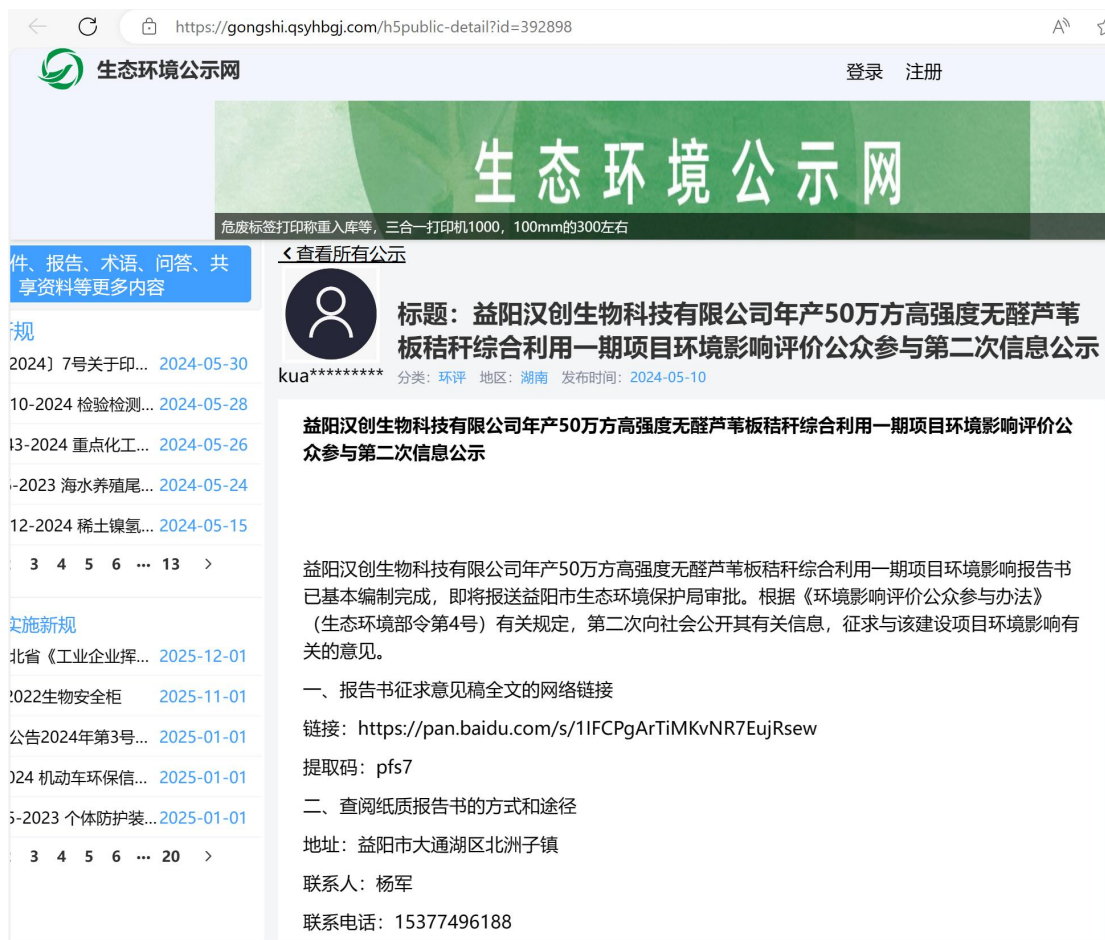 https://gongshi.qsyhbgj.com/h5public-detail?id=392898
生态环境公示网
登录 注册
生态环境公示网
危废标签打印称重入库等，三合一打印机1000，100mm的300左右
件、报告、术语、问答、共
享资料等更多内容
新规
2024〕7号关于印... 2024-05-30
10-2024 检验检测... 2024-05-28
43-2024 重点化工... 2024-05-26
-2023 海水养殖尾... 2024-05-24
12-2024 稀土镍氢... 2024-05-15
3 4 5 6 ··· 13 >
实施新规
北省《工业企业挥... 2025-12-01
2022生物安全柜 2025-11-01
公告2024年第3号... 2025-01-01
024 机动车环保信... 2025-01-01
-2023 个体防护装... 2025-01-01
3 4 5 6 ··· 20 >
查看所有公示
标题：益阳汉创生物科技有限公司年产50万方高强度无醛芦苇
板秸秆综合利用一期项目环境影响评价公众参与第二次信息公示
kua*********
分类：环评 地区：湖南 发布时间：2024-05-10
益阳汉创生物科技有限公司年产50万方高强度无醛芦苇板秸秆综合利用一期项目环境影响评价公
众参与第二次信息公示
益阳汉创生物科技有限公司年产50万方高强度无醛芦苇板秸秆综合利用一期项目环境影响报告书
已基本编制完成，即将报送益阳市生态环境保护局审批。根据《环境影响评价公众参与办法》
（生态环境部令第4号）有关规定，第二次向社会公开其有关信息，征求与该建设项目环境影响有
关的意见。
一、报告书征求意见稿全文的网络链接
链接：https://pan.baidu.com/s/1IFCPgArTiMKvNR7EujRsew
提取码：pfs7
二、查阅纸质报告书的方式和途径
地址：益阳市大通湖区北洲子镇
联系人：杨军
联系电话：15377496188